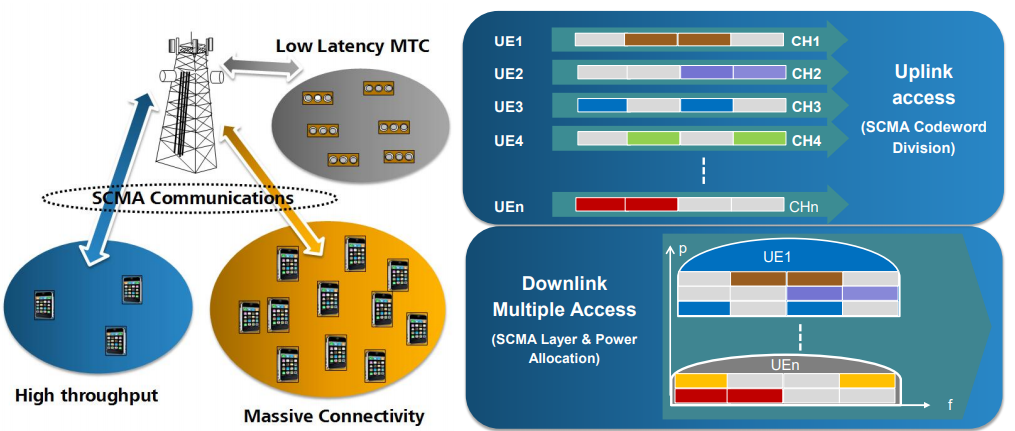 Low Latency MTC
SCMA Communications
High throughput
Massive Connectivity
UE1 CH1
UE2 CH2
UE3 CH3
UE4 CH4
UEn CHn
Uplink
access
(SCMA Codeword
Division)
Downlink
Multiple Access
(SCMA Layer & Power
Allocation)
p
UE1
UEn
f